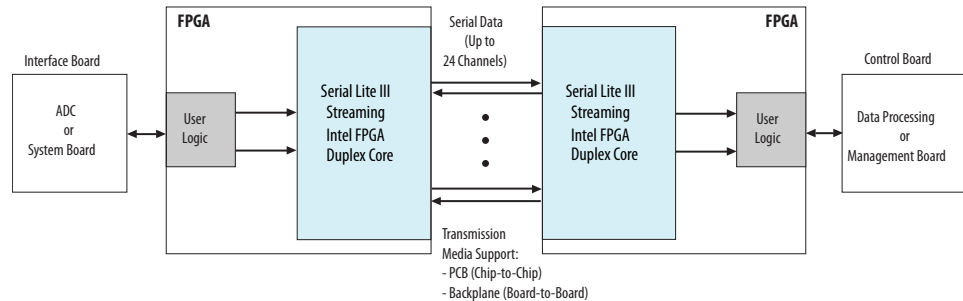 FPGA
Serial Data
(Up to
24 Channels)
FPGA
Interface Board
Control Board
ADC
or
System Board
User
Logic
Serial Lite III
Streaming
Intel FPGA
Duplex Core
Serial Lite III
Streaming
Intel FPGA
Duplex Core
User
Logic
Data Processing
or
Management Board
Transmission
Media Support:
- PCB (Chip-to-Chip)
- Backplane (Board-to-Board)